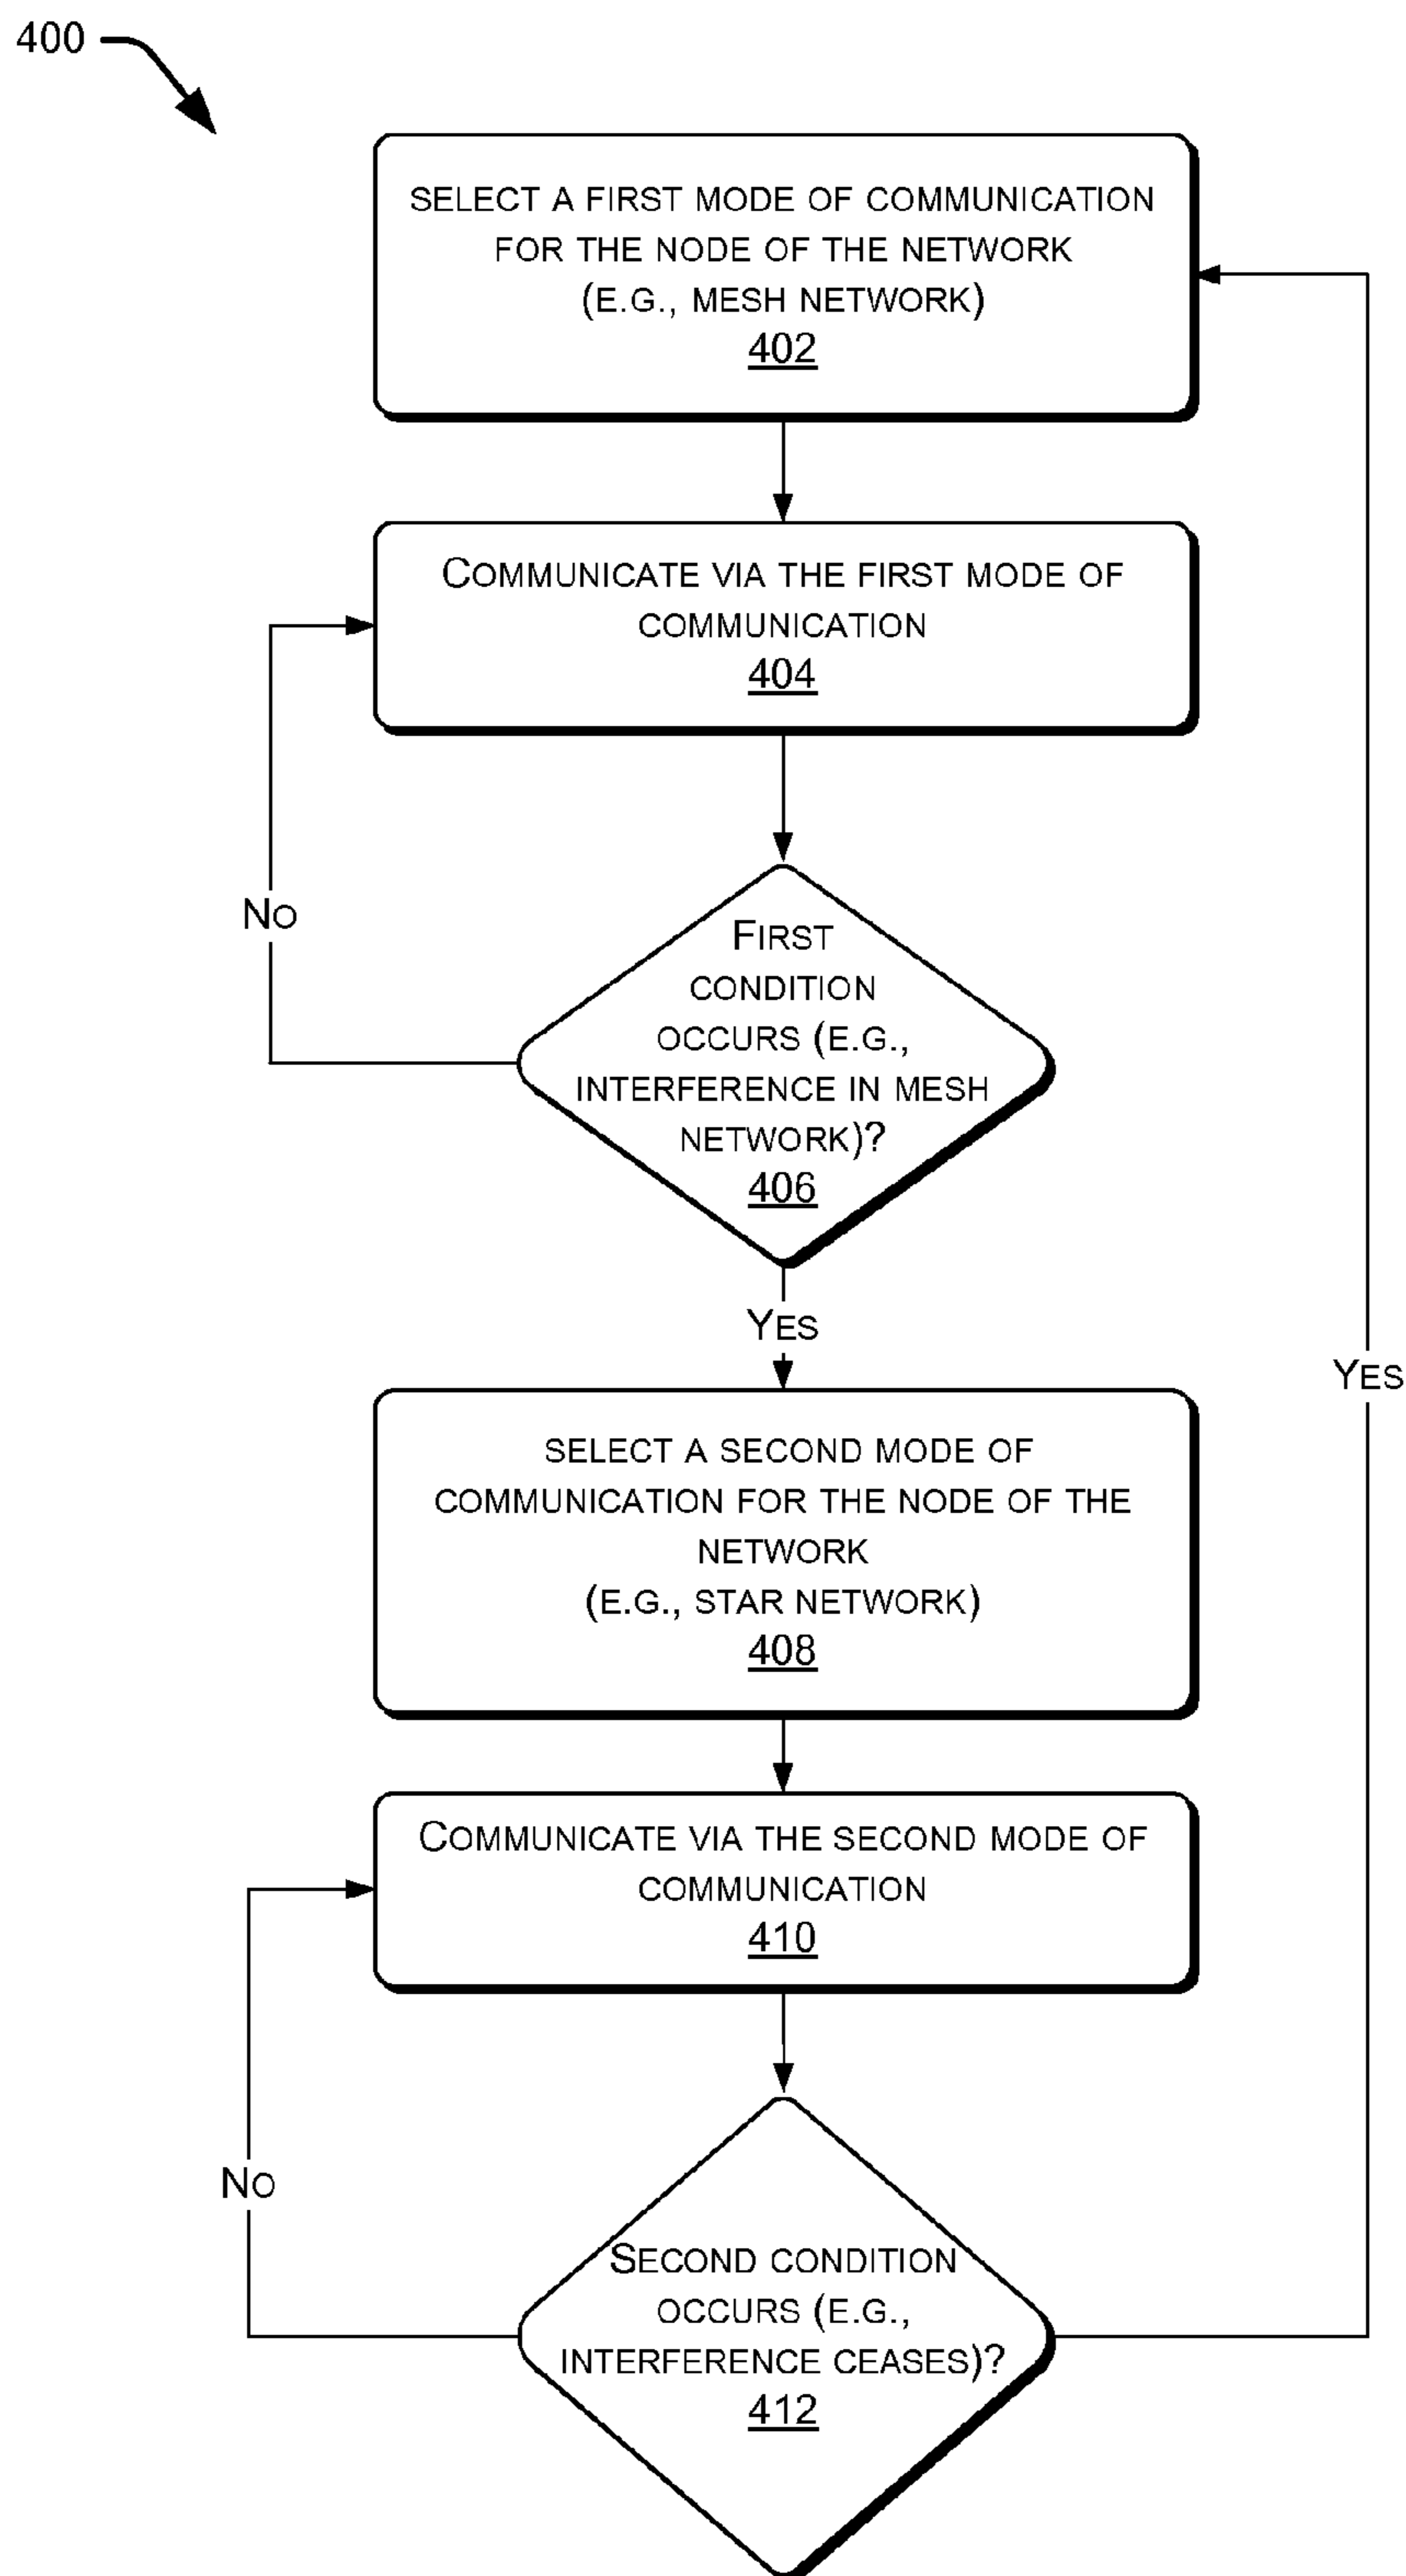 400
SELECT A FIRST MODE OF COMMUNICATION
FOR THE NODE OF THE NETWORK
(E.G., MESH NETWORK)
402
COMMUNICATE VIA THE FIRST MODE OF
COMMUNICATION
404
NO
FIRST
CONDITION
OCCURS (E.G.,
INTERFERENCE IN MESH
NETWORK)?
406
YES
YES
SELECT A SECOND MODE OF
COMMUNICATION FOR THE NODE OF THE
NETWORK
(E.G., STAR NETWORK)
408
COMMUNICATE VIA THE SECOND MODE OF
COMMUNICATION
410
NO
SECOND CONDITION
OCCURS (E.G.,
INTERFERENCE CEASES)?
412